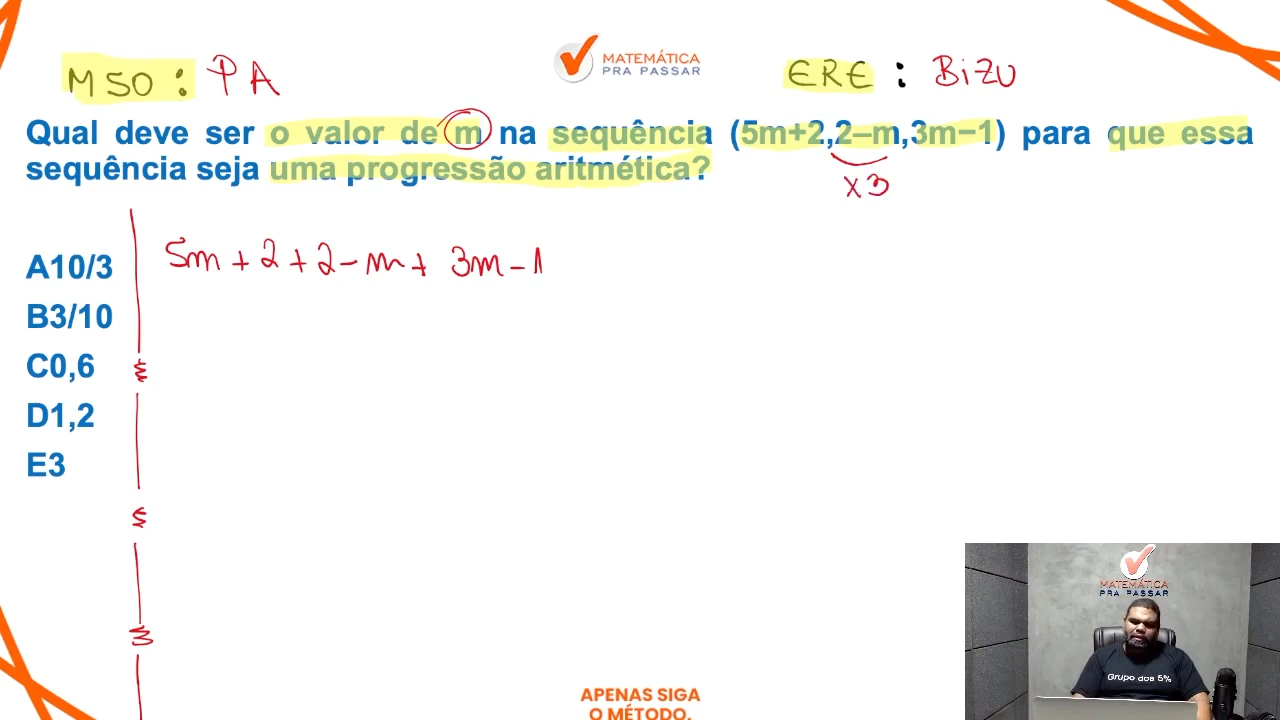 MSO: PA
MATEMÁTICA
PRA PASSAR
ERE: BIZU
Qual deve ser o valor de m na sequência (5m+2,2–m,3m–1) para que essa
sequência seja uma progressão aritmética?
x3
5m + 2 + 2 - m + 3m - 1
A10/3
B3/10
C0,6
D1,2
E3
MATEMÁTICA
PRA PASSAR
Grupo dos 5%
APENAS SIGA
O MÉTODO.